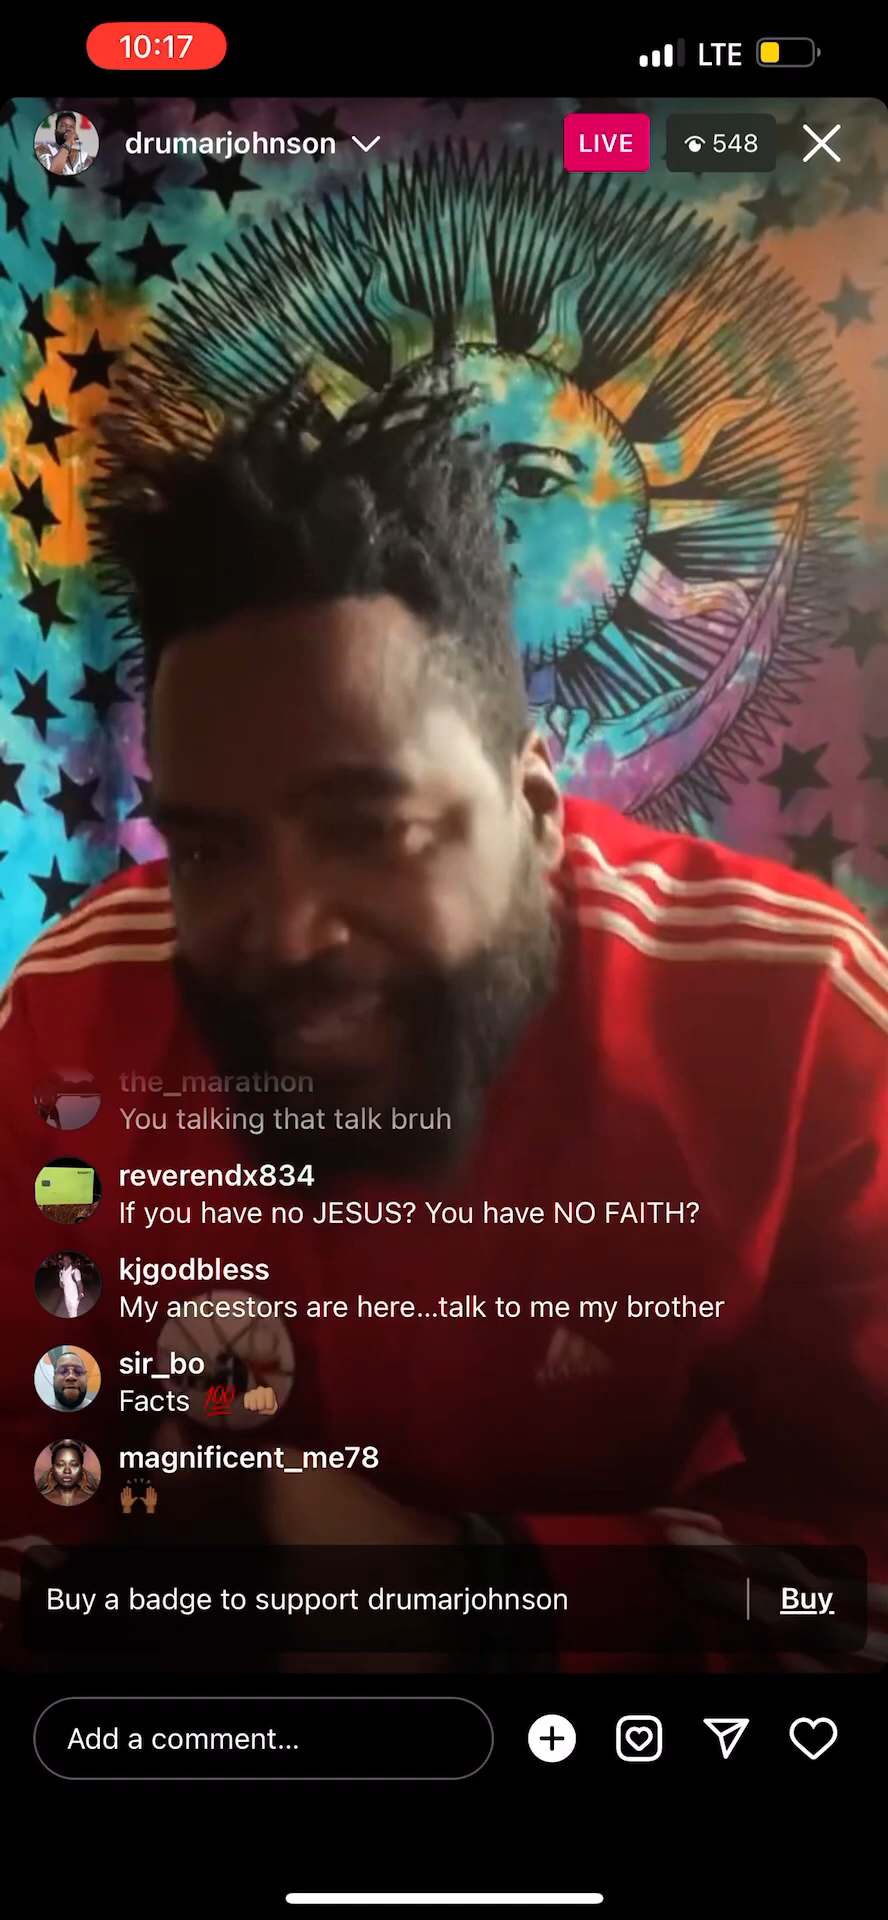 10:17
LTE
drumarjohnson
LIVE
548
the_marathon
You talking that talk bruh
reverendx834
If you have no JESUS? You have NO FAITH?
kjgodbless
My ancestors are here...talk to me my brother
sir_bo
Facts 💯👊🏼
magnificent_me78
🙌🏾
Buy a badge to support drumarjohnson
Buy
Add a comment...